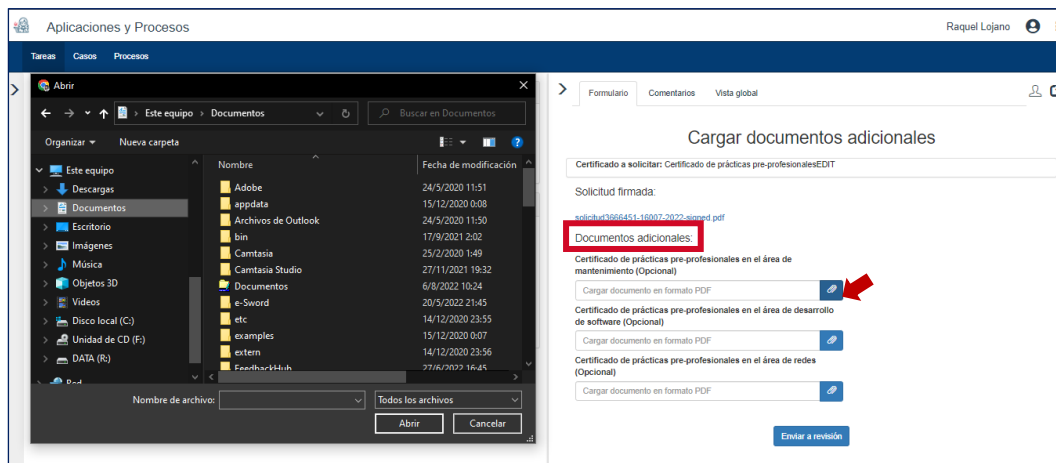 Aplicaciones y Procesos
Raquel Lojano
Tareas Casos Procesos
Abrir
Este equipo > Documentos
Buscar en Documentos
Organizar Nueva carpeta
Este equipo
Descargas
Documentos
Escritorio
Imágenes
Música
Objetos 3D
Videos
Disco local (C:)
Unidad de CD (F:)
DATA (R:)
Red
Nombre Fecha de modificación
Adobe 24/5/2020 11:51
appdata 15/12/2020 0:08
Archivos de Outlook 24/5/2020 11:50
bin 17/9/2021 2:02
Camtasia 25/2/2020 1:49
Camtasia Studio 27/11/2021 19:32
Documentos 6/8/2022 10:24
e-Sword 20/5/2022 21:45
etc 14/12/2020 23:55
examples 15/12/2020 0:07
extern 14/12/2020 23:56
FeedbackHub 27/6/2022 16:45
Nombre de archivo: Todos los archivos
Abrir Cancelar
Formulario Comentarios Vista global
Cargar documentos adicionales
Certificado a solicitar: Certificado de prácticas pre-profesionalesEDIT
Solicitud firmada:
solicitud3666451-16007-2022-signed.pdf
Documentos adicionales:
Certificado de prácticas pre-profesionales en el área de
mantenimiento (Opcional)
Cargar documento en formato PDF
Certificado de prácticas pre-profesionales en el área de desarrollo
de software (Opcional)
Cargar documento en formato PDF
Certificado de prácticas pre-profesionales en el área de redes
(Opcional)
Cargar documento en formato PDF
Enviar a revisión